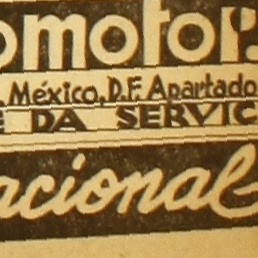 omotor.
México, D.F. Apartado
E DA SERVIC
acional